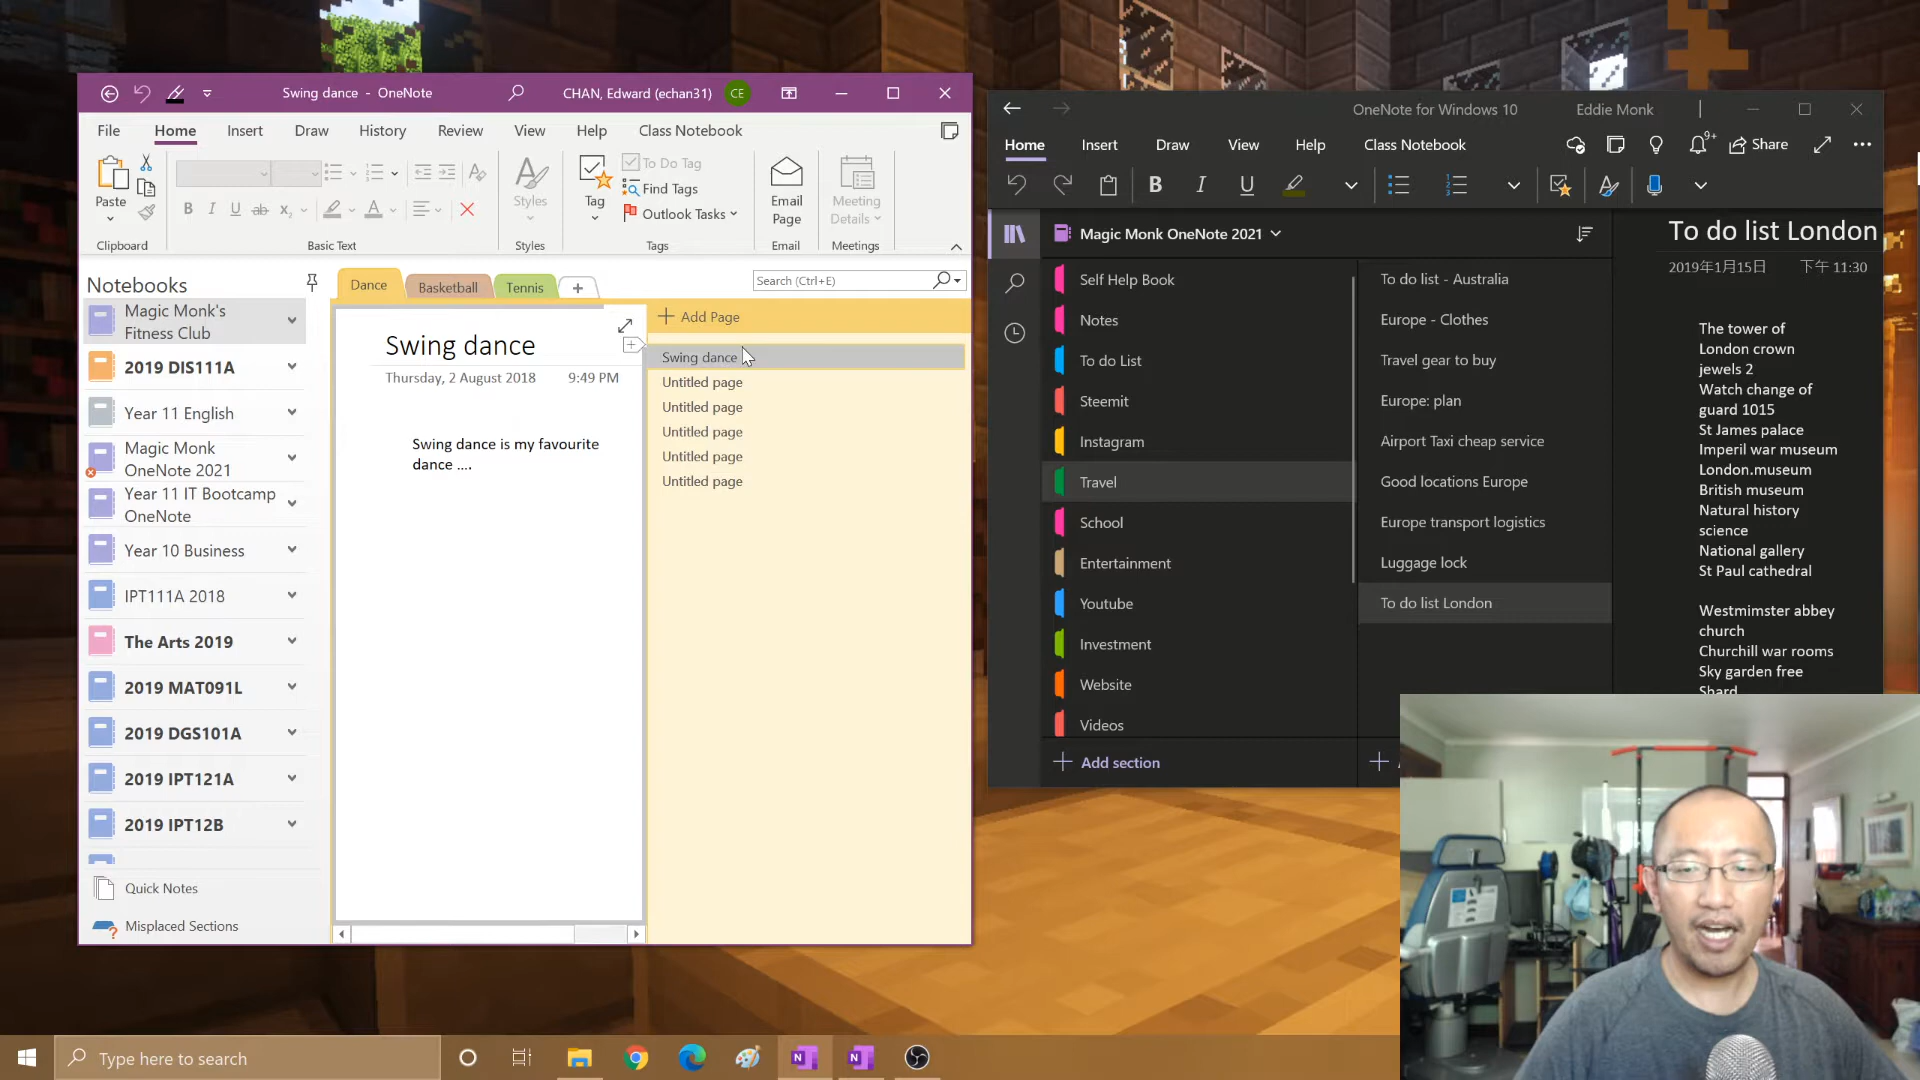 Swing dance - OneNote
CHAN, Edward (echan31)
CE
File
Home
Insert
Draw
History
Review
View
Help
Class Notebook
Paste
To Do Tag
Find Tags
Outlook Tasks
Styles
Tag
Email
Page
Meeting
Details
Clipboard
Basic Text
Styles
Tags
Email
Meetings
Notebooks
Magic Monk's
Fitness Club
2019 DIS111A
Year 11 English
Magic Monk
OneNote 2021
Year 11 IT Bootcamp
OneNote
Year 10 Business
IPT111A 2018
The Arts 2019
2019 MAT091L
2019 DGS101A
2019 IPT121A
2019 IPT12B
Quick Notes
Misplaced Sections
Dance
Basketball
Tennis
Search (Ctrl+E)
Swing dance
Thursday, 2 August 2018
9:49 PM
Swing dance is my favourite
dance ....
Add Page
Swing dance
Untitled page
Untitled page
Untitled page
Untitled page
Untitled page
OneNote for Windows 10
Eddie Monk
Home
Insert
Draw
View
Help
Class Notebook
9+
Share
Magic Monk OneNote 2021
Self Help Book
Notes
To do List
Steemit
Instagram
Travel
School
Entertainment
Youtube
Investment
Website
Videos
Add section
To do list - Australia
Europe - Clothes
Travel gear to buy
Europe: plan
Airport Taxi cheap service
Good locations Europe
Europe transport logistics
Luggage lock
To do list London
To do list London
2019年1月15日
下午 11:30
The tower of
London crown
jewels 2
Watch change of
guard 1015
St James palace
Imperil war museum
London.museum
British museum
Natural history
science
National gallery
St Paul cathedral
Westmimster abbey
church
Churchill war rooms
Sky garden free
Shard
Type here to search